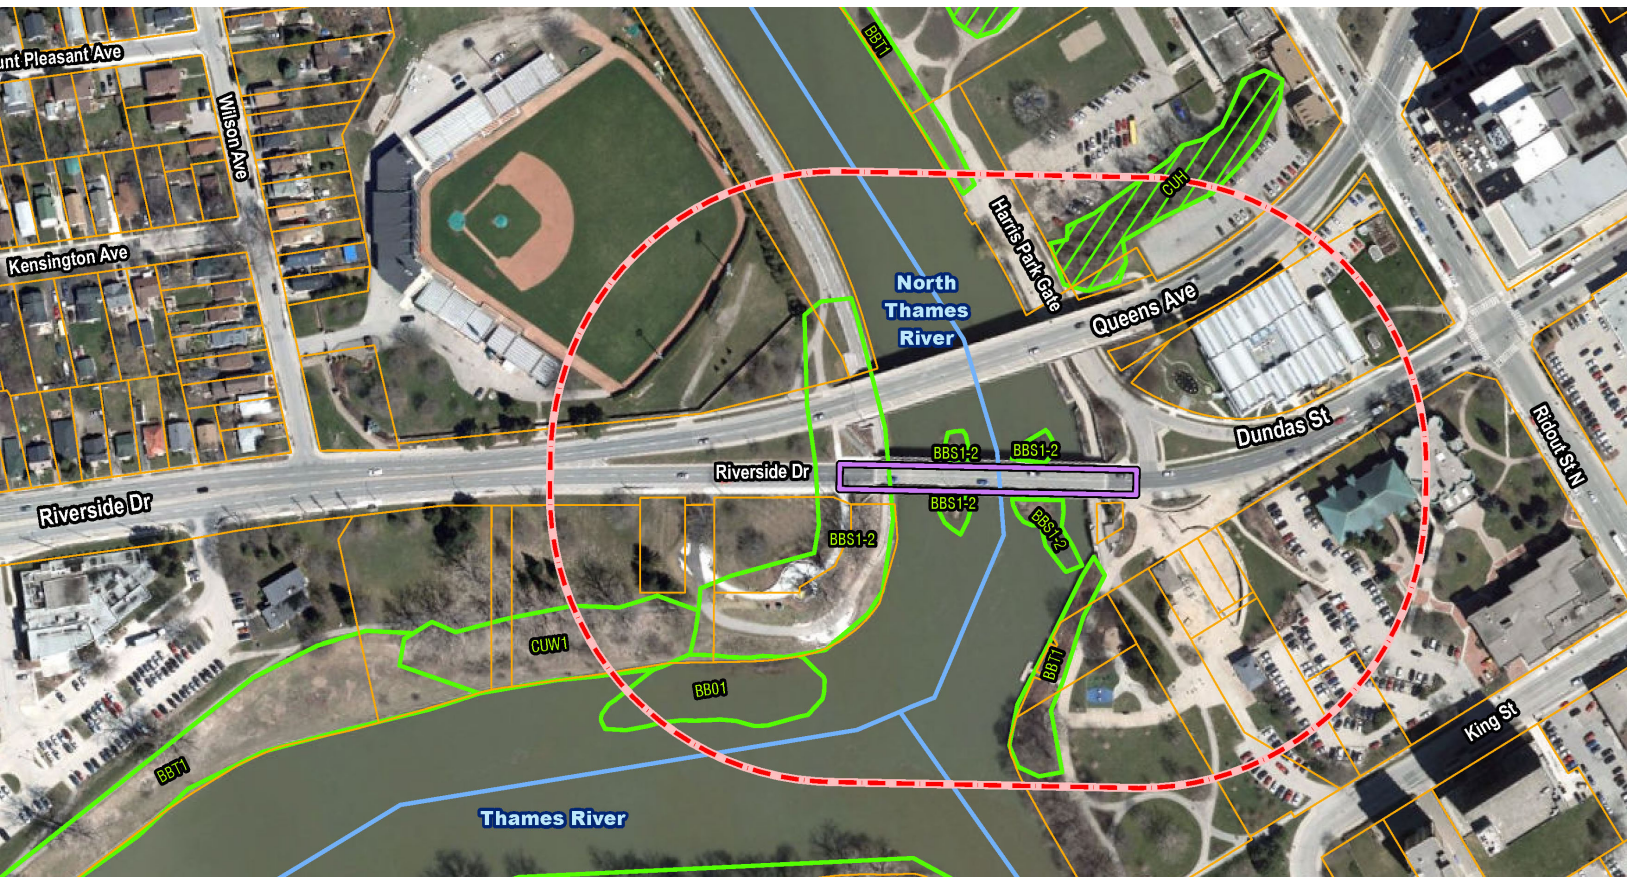 unt Pleasant Ave
Wilson Ave
Kensington Ave
BBT1
CUH
Harris Park Gate
North
Thames
River
Queens Ave
Dundas St
Ridout St N
BBS1-2
BBS1-2
Riverside Dr
Riverside Dr
BBS1-2
BBS1-2
BBS1-2
CUW1
BBO1
BBT1
BBT1
King St
Thames River